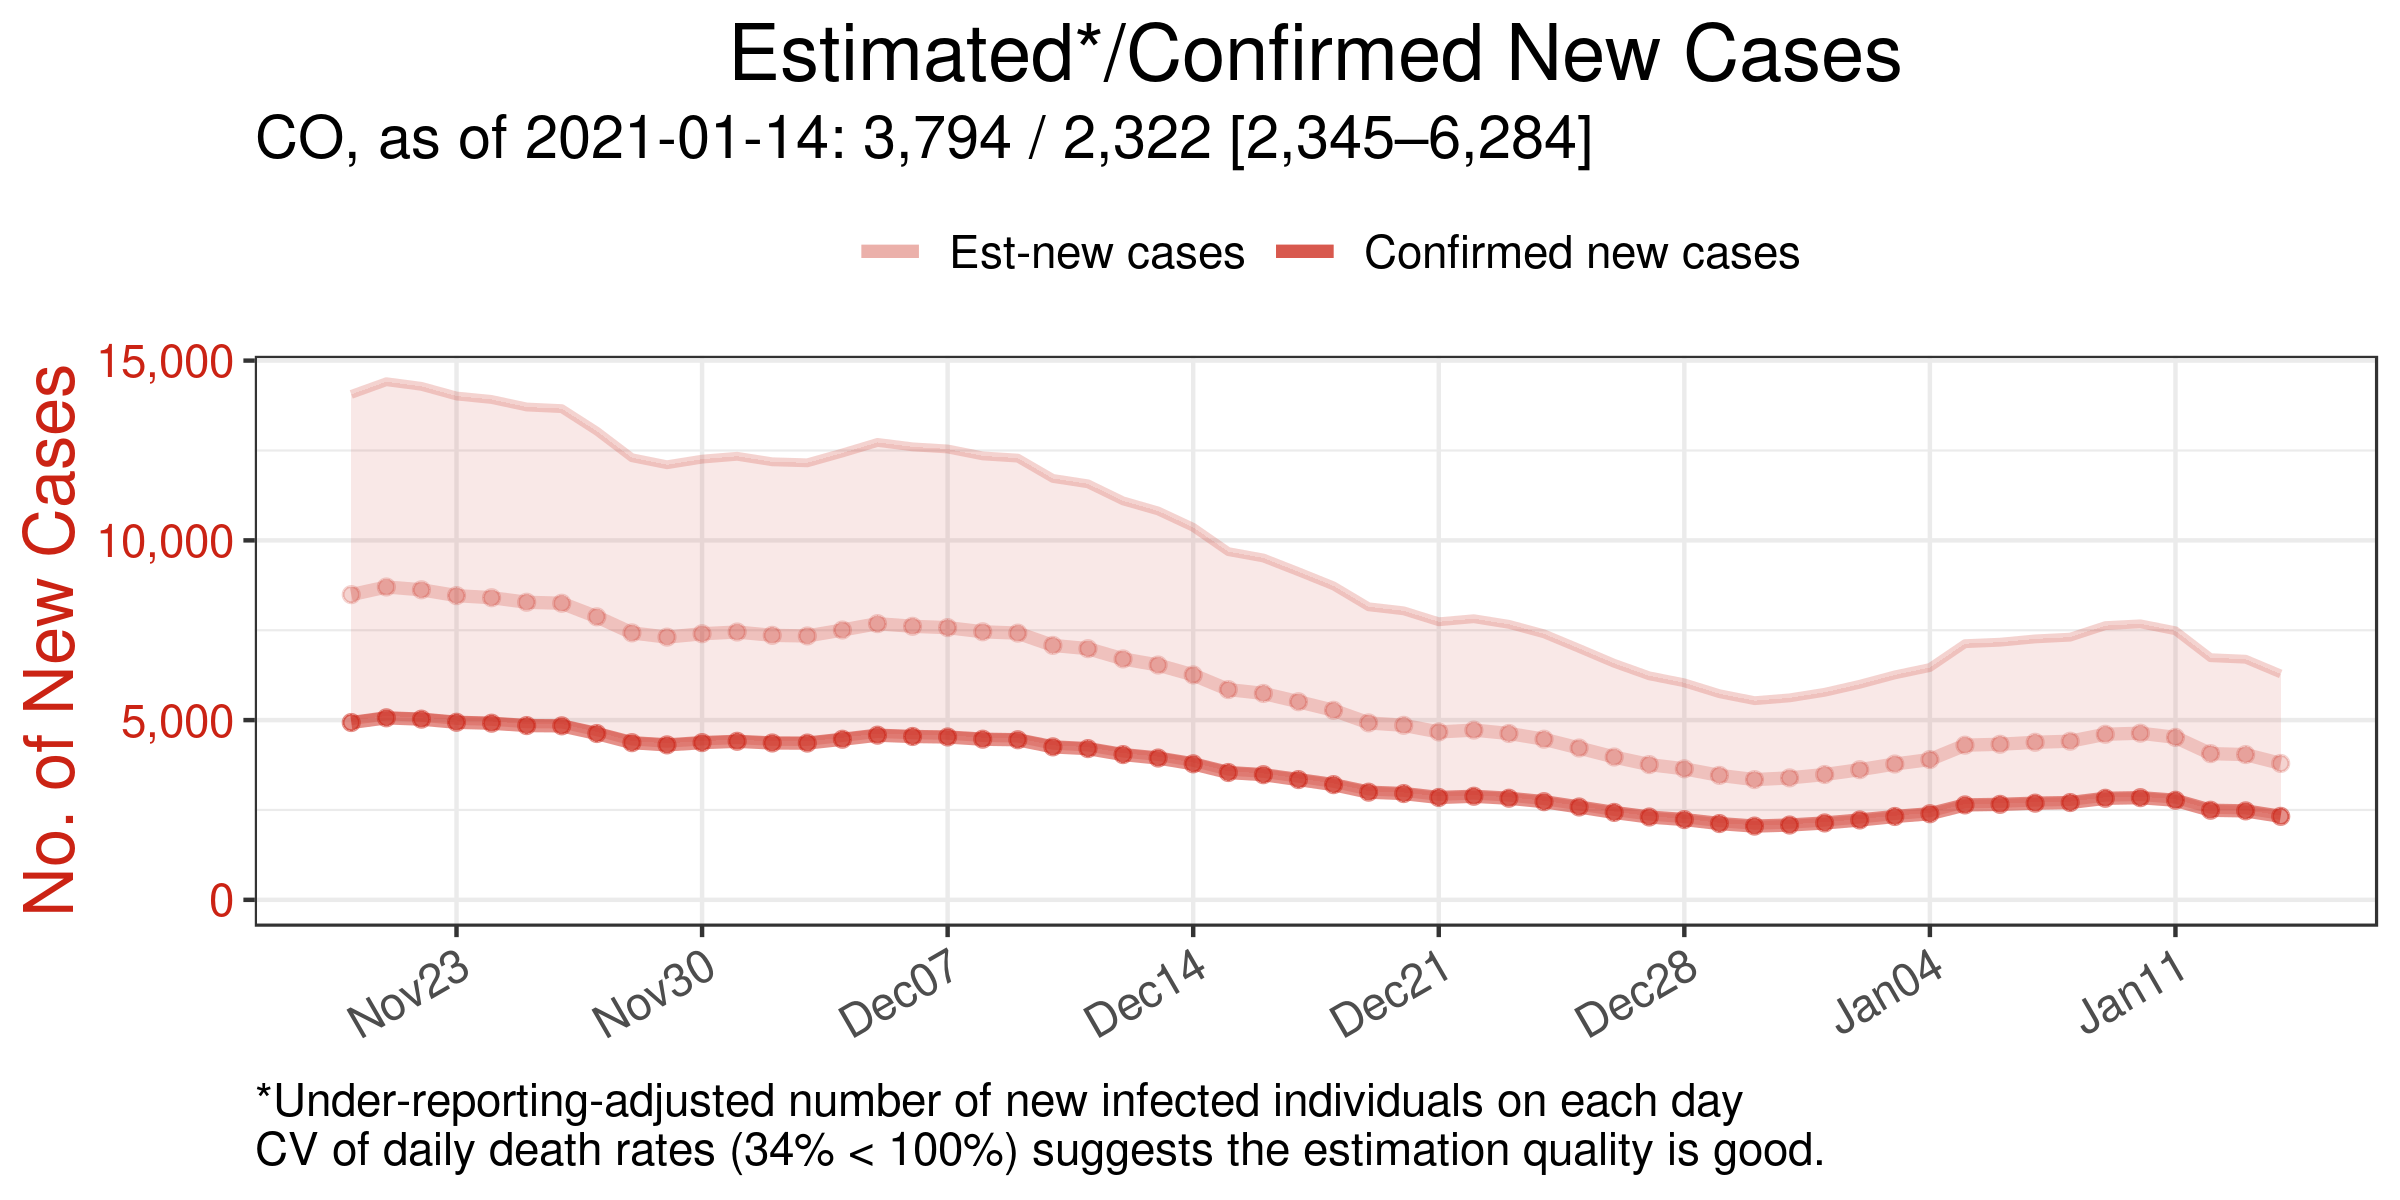 Estimated*/Confirmed New Cases
CO, as of 2021-01-14: 3,794 / 2,322 [2,345–6,284]
Est-new cases
Confirmed new cases
No. of New Cases
15,000
10,000
5,000
0
Nov23
Nov30
Dec07
Dec14
Dec21
Dec28
Jan04
Jan11
*Under-reporting-adjusted number of new infected individuals on each day
CV of daily death rates (34% < 100%) suggests the estimation quality is good.